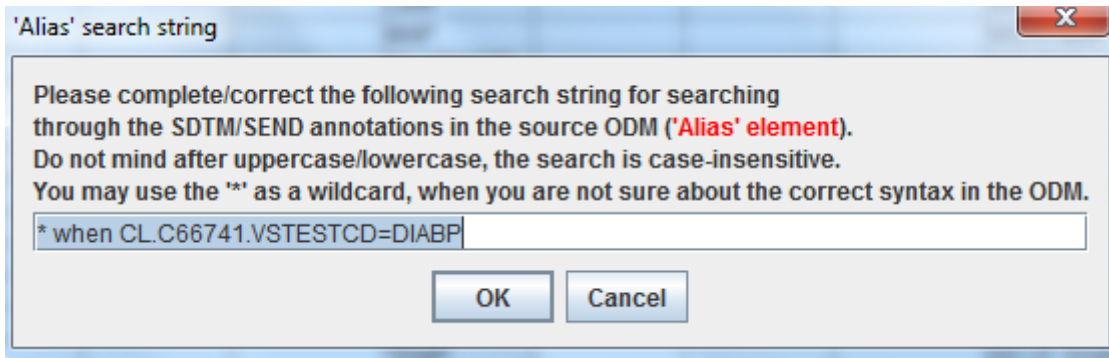 'Alias' search string
X
Please complete/correct the following search string for searching
through the SDTM/SEND annotations in the source ODM ('Alias' element).
Do not mind after uppercase/lowercase, the search is case-insensitive.
You may use the '*' as a wildcard, when you are not sure about the correct syntax in the ODM.
* when CL.C66741.VSTESTCD=DIABP
OK Cancel